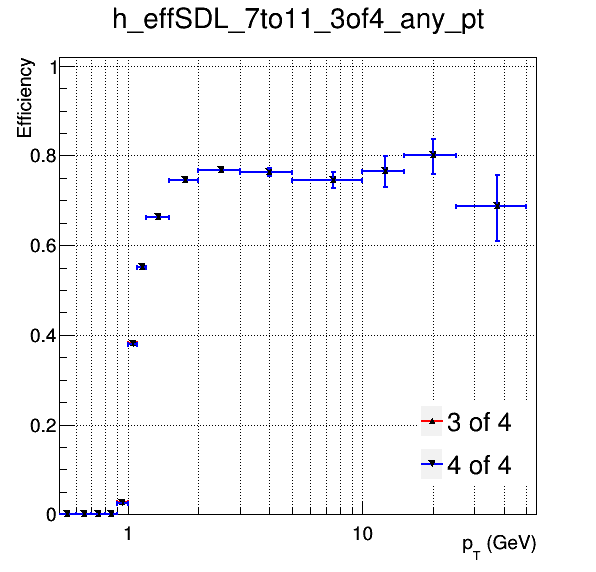 h_effSDL_7to11_3of4_any_pt
Efficiency
1
0.8
0.6
0.4
0.2
0
3 of 4
4 of 4
1 10
p_T (GeV)